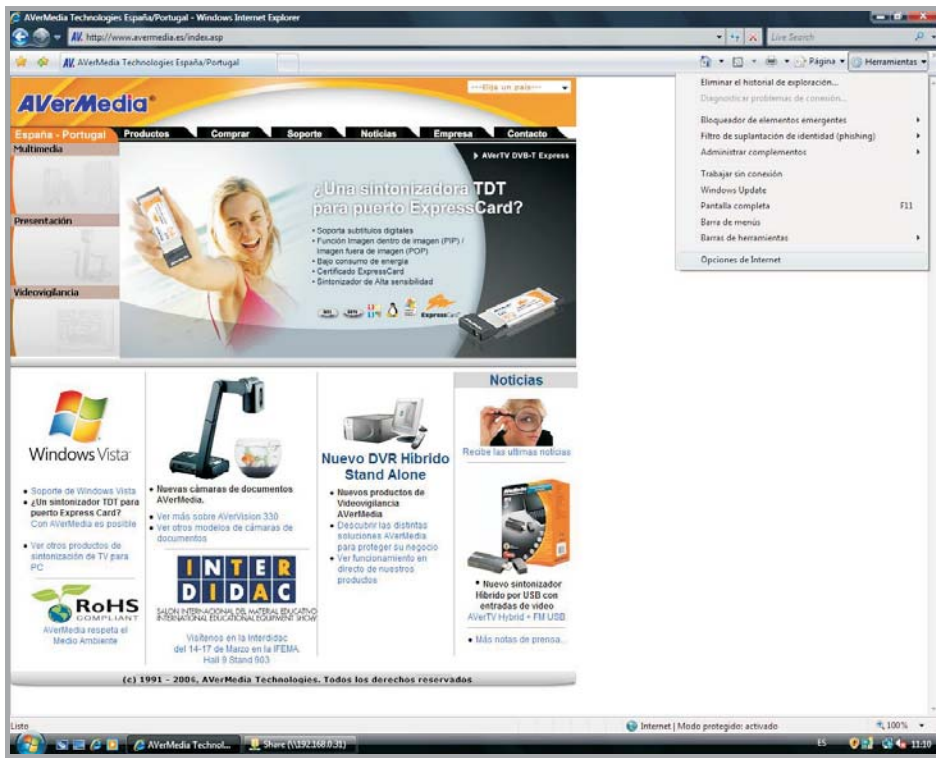 AVerMedia Technologies España/Portugal - Windows Internet Explorer
http://www.avermedia.es/index.asp
Live Search
AVerMedia Technologies España/Portugal
Página
Herramientas
Eliminar el historial de exploración...
Diagnosticar problemas de conexión...
Bloqueador de elementos emergentes
Filtro de suplantación de identidad (phishing)
Administrar complementos
Trabajar sin conexión
Windows Update
Pantalla completa F11
Barra de menús
Barras de herramientas
Opciones de Internet
---Elija un país---
AVerMedia®
España - Portugal Productos Comprar Soporte Noticias Empresa Contacto
Multimedia
Presentación
Videovigilancia
AVerTV DVB-T Express
¿Una sintonizadora TDT
para puerto ExpressCard?
• Soporta subtitulos digitales
• Función Imagen dentro de imagen (PIP) /
Imagen fuera de imagen (POP)
• Bajo consumo de energia
• Certificado ExpressCard
• Sintonizador de Alta sensibilidad
ExpressCard
Windows Vista
• Soporte de Windows Vista
• ¿Un sintonizador TDT para
puerto Express Card?
Con AVerMedia es posible
• Ver otros productos de
sintonización de TV para
PC
RoHS
COMPLIANT
AVerMedia respeta el
Medio Ambiente
• Nuevas cámaras de documentos
AVerMedia.
• Ver más sobre AVerVision 330
• Ver otros modelos de cámaras de
documentos
INTER
DIDAC
SALON INTERNACIONAL DEL MATERIAL EDUCATIVO
INTERNATIONAL EDUCATIONAL EQUIPMENT SHOW
Visítenos en la Interdidac
del 14-17 de Marzo en la IFEMA.
Hall 9 Stand 903
Nuevo DVR Hibrido
Stand Alone
• Nuevos productos de
Videovigilancia
AVerMedia
• Descubrir las distintas
soluciones AVerMedia
para proteger su negocio
• Ver funcionamiento en
directo de nuestros
productos
Noticias
Recibe las ultimas noticias
• Nuevo sintonizador
Hibrido por USB con
entradas de video
AVerTV Hybrid + FM USB
• Más notas de prensa...
(c) 1991 - 2006, AVerMedia Technologies. Todos los derechos reservados
Listo
Internet | Modo protegido: activado
100%
AVerMedia Technol...
Share (\\192.168.0.31)
ES
11:10